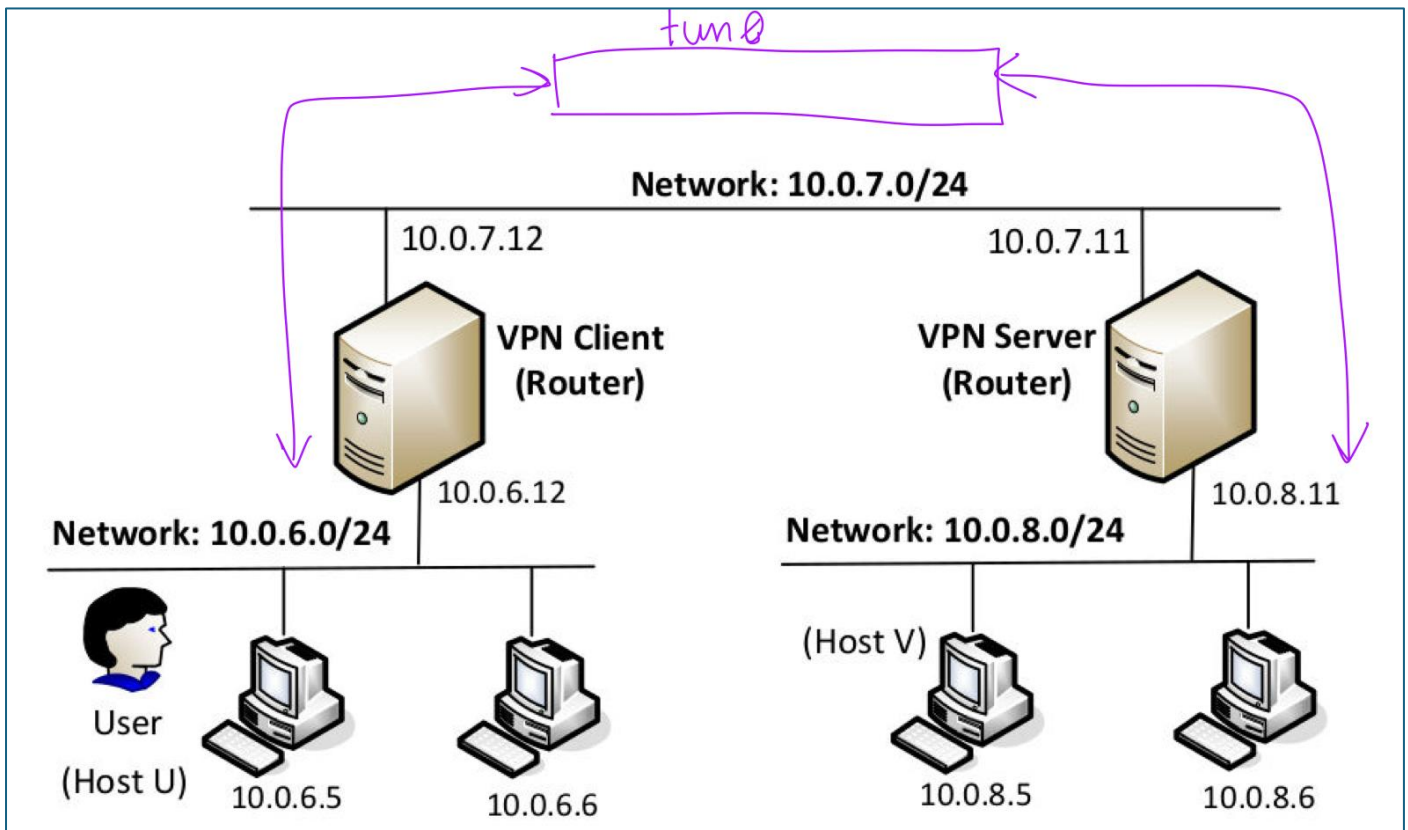 tun0
Network: 10.0.7.0/24
10.0.7.12
10.0.7.11
VPN Client
(Router)
VPN Server
(Router)
10.0.6.12
10.0.8.11
Network: 10.0.6.0/24
Network: 10.0.8.0/24
(Host V)
User
(Host U)
10.0.6.5
10.0.6.6
10.0.8.5
10.0.8.6